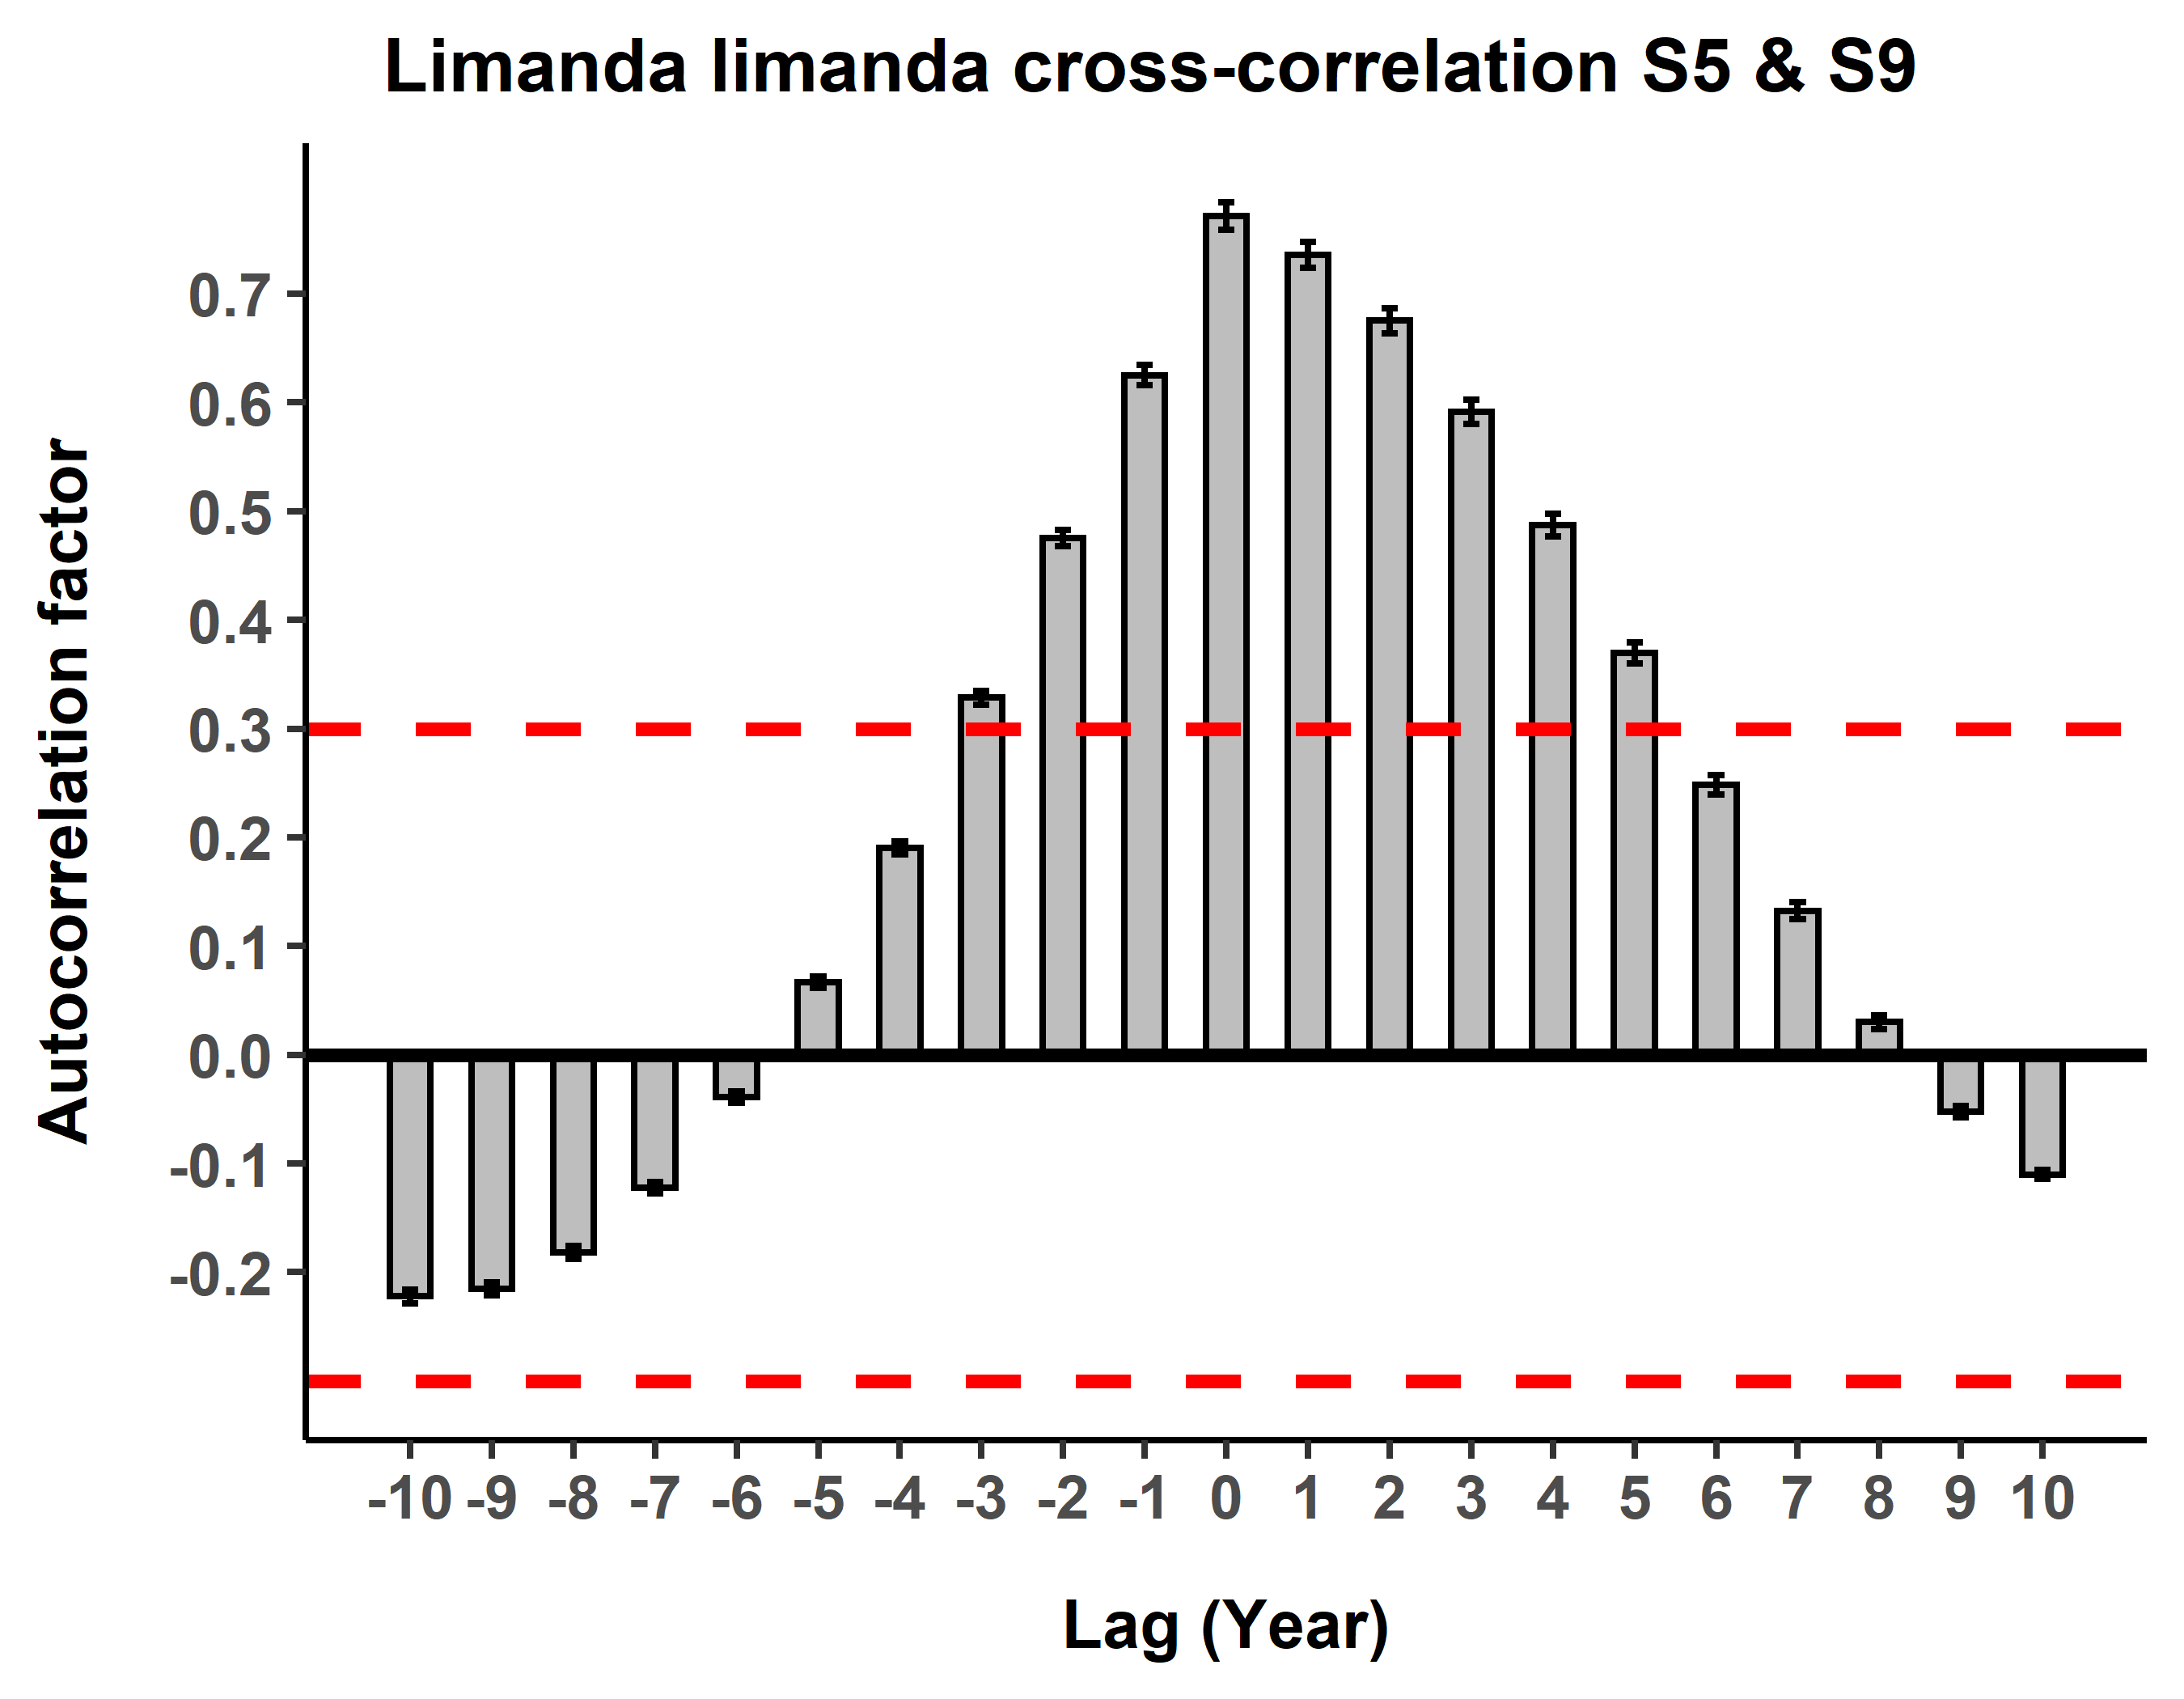 Limanda limanda cross-correlation S5 & S9
Autocorrelation factor
0.7
0.6
0.5
0.4
0.3
0.2
0.1
0.0
-0.1
-0.2
-10 -9 -8 -7 -6 -5 -4 -3 -2 -1 0 1 2 3 4 5 6 7 8 9 10
Lag (Year)